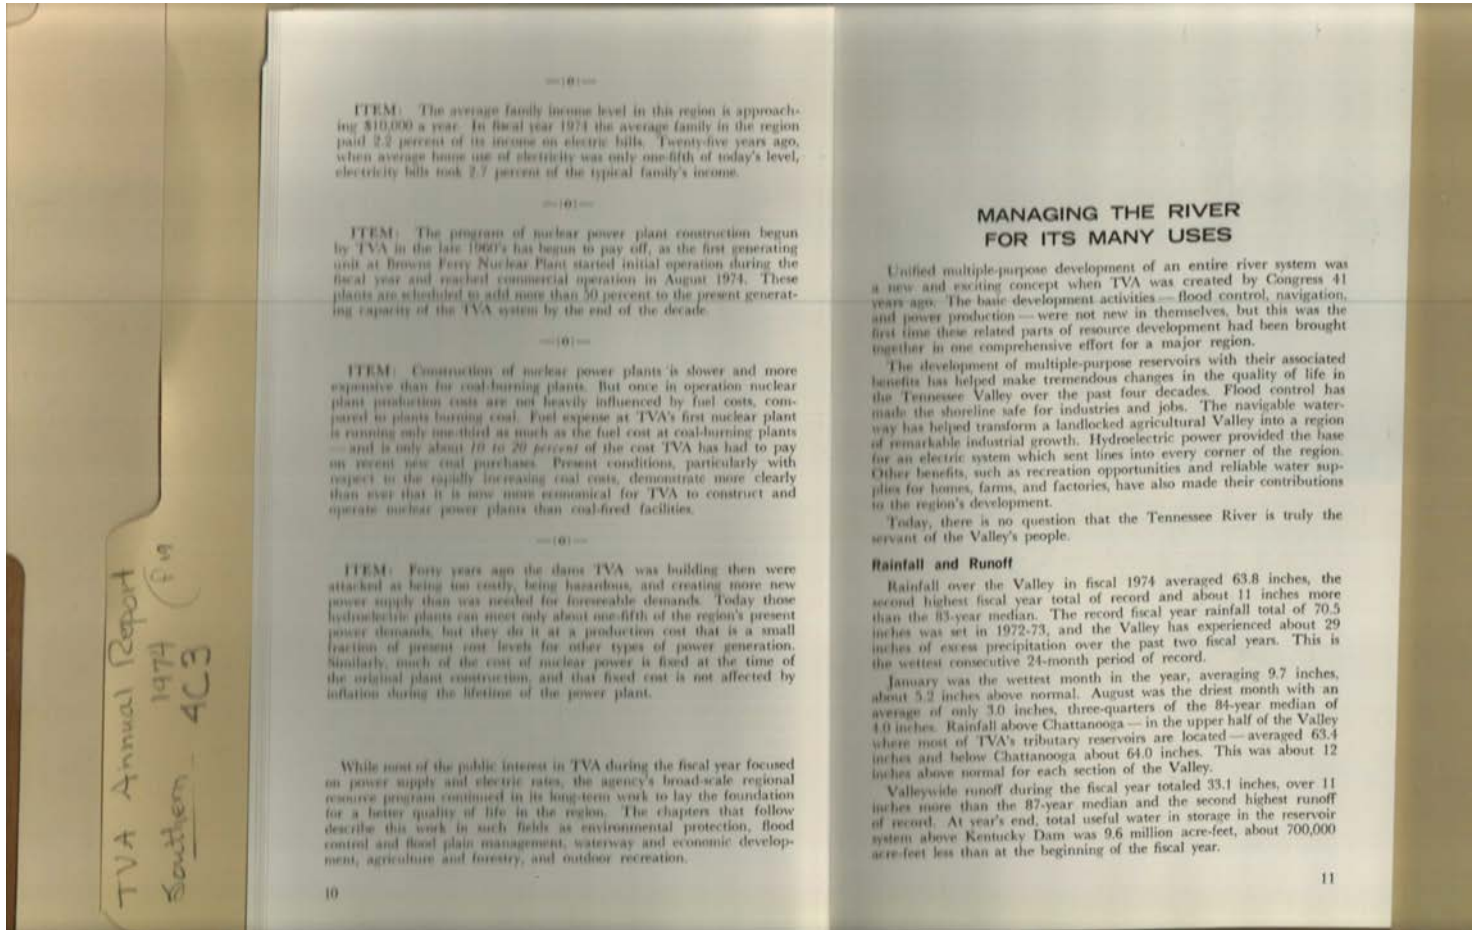 TVA Annual Report
Southern 1974 (P 19
4C3
—|0|—
ITEM: The average family income level in this region is approach-
ing $10,000 a year. In fiscal year 1974 the average family in the region
paid 2.2 percent of its income on electric bills. Twenty-five years ago,
when average home use of electricity was only one-fifth of today's level,
electricity bills took 2.7 percent of the typical family's income.
—|0|—
ITEM: The program of nuclear power plant construction begun
by TVA in the late 1960's has begun to pay off, as the first generating
unit at Browns Ferry Nuclear Plant started initial operation during the
fiscal year and reached commercial operation in August 1974. These
plants are scheduled to add more than 50 percent to the present generat-
ing capacity of the TVA system by the end of the decade.
—|0|—
ITEM: Construction of nuclear power plants is slower and more
expensive than for coal-burning plants. But once in operation nuclear
plant production costs are not heavily influenced by fuel costs, com-
pared to plants burning coal. Fuel expense at TVA's first nuclear plant
is running only one-third as much as the fuel cost at coal-burning plants
—and is only about 10 to 20 percent of the cost TVA has had to pay
on recent new coal purchases. Present conditions, particularly with
respect to the rapidly increasing coal costs, demonstrate more clearly
than ever that it is now more economical for TVA to construct and
operate nuclear power plants than coal-fired facilities.
—|0|—
ITEM: Forty years ago the dams TVA was building then were
attacked as being too costly, being hazardous, and creating more new
power supply than was needed for foreseeable demands. Today those
hydroelectric plants can meet only about one-fifth of the region's present
power demands, but they do it at a production cost that is a small
fraction of present cost levels for other types of power generation.
Similarly, much of the cost of nuclear power is fixed at the time of
the original plant construction, and that fixed cost is not affected by
inflation during the lifetime of the power plant.
While most of the public interest in TVA during the fiscal year focused
on power supply and electric rates, the agency's broad-scale regional
resource program continued in its long-term work to lay the foundation
for a better quality of life in the region. The chapters that follow
describe this work in such fields as environmental protection, flood
control and flood plain management, waterway and economic develop-
ment, agriculture and forestry, and outdoor recreation.
10
MANAGING THE RIVER
FOR ITS MANY USES
Unified multiple-purpose development of an entire river system was
a new and exciting concept when TVA was created by Congress 41
years ago. The basic development activities — flood control, navigation,
and power production — were not new in themselves, but this was the
first time these related parts of resource development had been brought
together in one comprehensive effort for a major region.
The development of multiple-purpose reservoirs with their associated
benefits has helped make tremendous changes in the quality of life in
the Tennessee Valley over the past four decades. Flood control has
made the shoreline safe for industries and jobs. The navigable water-
way has helped transform a landlocked agricultural Valley into a region
of remarkable industrial growth. Hydroelectric power provided the base
for an electric system which sent lines into every corner of the region.
Other benefits, such as recreation opportunities and reliable water sup-
plies for homes, farms, and factories, have also made their contributions
to the region's development.
Today, there is no question that the Tennessee River is truly the
servant of the Valley's people.
Rainfall and Runoff
Rainfall over the Valley in fiscal 1974 averaged 63.8 inches, the
second highest fiscal year total of record and about 11 inches more
than the 83-year median. The record fiscal year rainfall total of 70.5
inches was set in 1972-73, and the Valley has experienced about 29
inches of excess precipitation over the past two fiscal years. This is
the wettest consecutive 24-month period of record.
January was the wettest month in the year, averaging 9.7 inches,
about 5.2 inches above normal. August was the driest month with an
average of only 3.0 inches, three-quarters of the 84-year median of
4.0 inches. Rainfall above Chattanooga — in the upper half of the Valley
where most of TVA's tributary reservoirs are located — averaged 63.4
inches and below Chattanooga about 64.0 inches. This was about 12
inches above normal for each section of the Valley.
Valleywide runoff during the fiscal year totaled 33.1 inches, over 11
inches more than the 87-year median and the second highest runoff
of record. At year's end, total useful water in storage in the reservoir
system above Kentucky Dam was 9.6 million acre-feet, about 700,000
acre-feet less than at the beginning of the fiscal year.
11